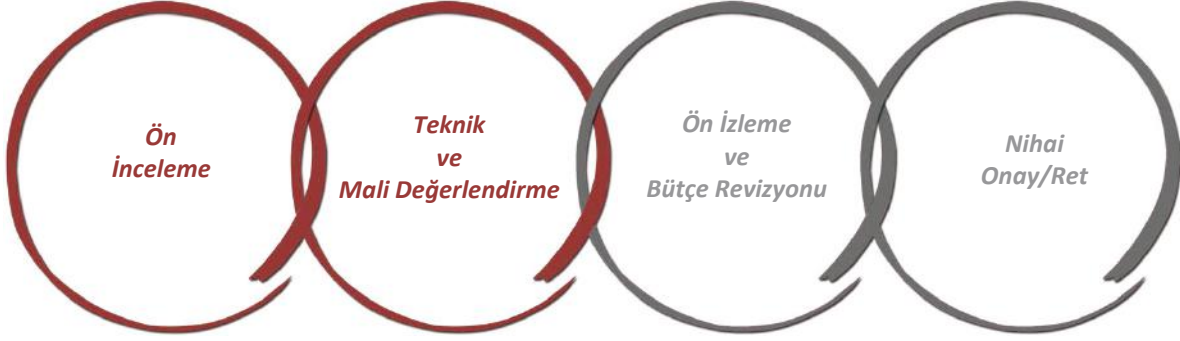 Ön
İnceleme
Teknik
ve
Mali Değerlendirme
Ön İzleme
ve
Bütçe Revizyonu
Nihai
Onay/Ret